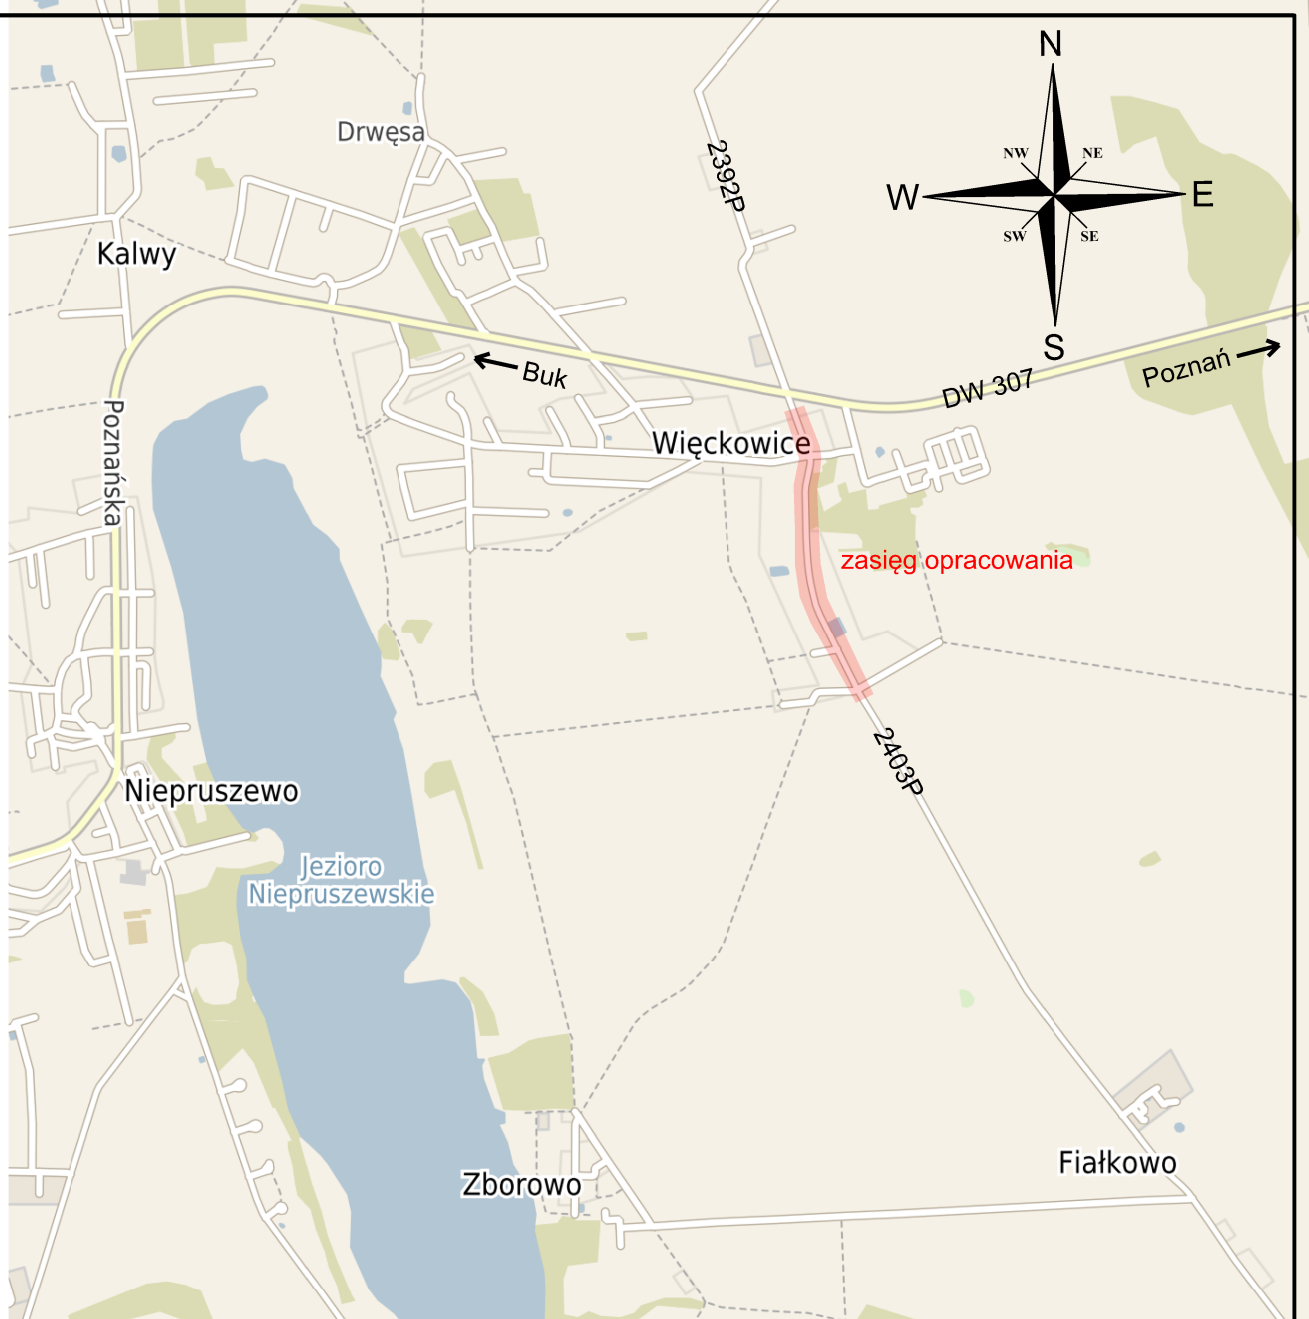 N
Drwęsa
2392P
NW
NE
W
E
SW
SE
Kalwy
S
Buk
Poznań
DW 307
Poznańska
Więckowice
zasięg opracowania
2403P
Niepruszewo
Jezioro
Niepruszewskie
Fiałkowo
Zborowo